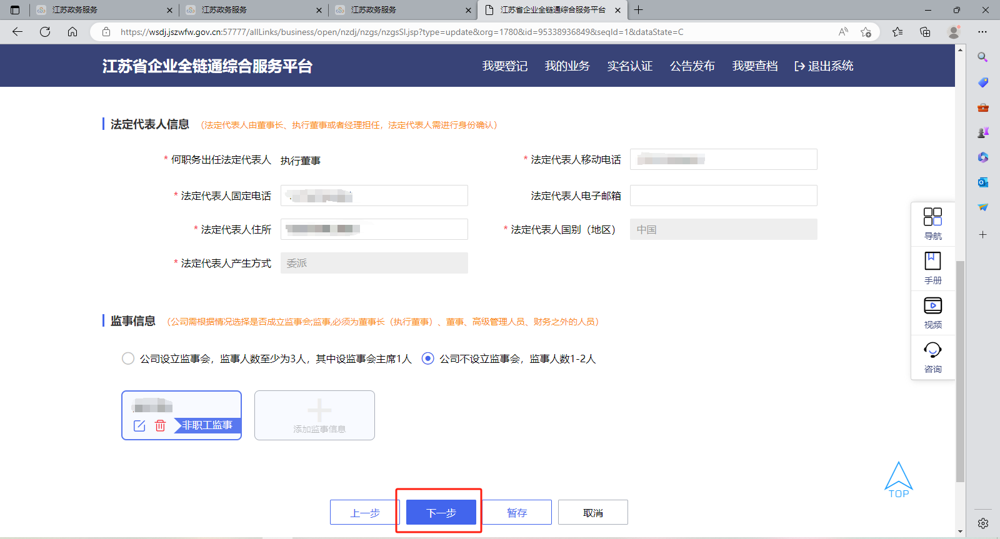 江苏政务服务
江苏政务服务
江苏政务服务
江苏省企业全链通综合服务平台
https://wsdj.jszwfw.gov.cn:57777/allLinks/business/open/nzdj/nzgs/nzgsSl.jsp?type=update&org=1780&id=95338936849&seqId=1&dataState=C
江苏省企业全链通综合服务平台
我要登记 我的业务 实名认证 公告发布 我要查档 退出系统
法定代表人信息 （法定代表人由董事长、执行董事或者经理担任，法定代表人需进行身份确认）
* 何职务出任法定代表人 执行董事
* 法定代表人移动电话
* 法定代表人固定电话
法定代表人电子邮箱
* 法定代表人住所
* 法定代表人国别（地区） 中国
* 法定代表人产生方式 委派
导航
手册
视频
咨询
监事信息 （公司需根据情况选择是否成立监事会;监事,必须为董事长（执行董事）、董事、高级管理人员、财务之外的人员）
公司设立监事会，监事人数至少为3人，其中设监事会主席1人 公司不设立监事会，监事人数1-2人
非职工监事
添加监事信息
TOP
上一步 下一步 暂存 取消